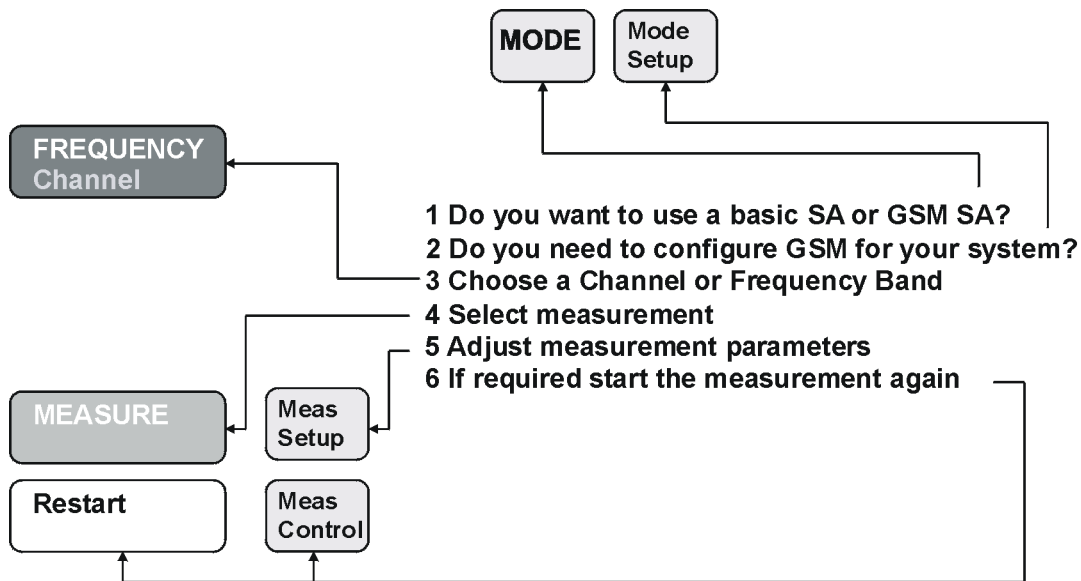 MODE
Mode
Setup
FREQUENCY
Channel
1 Do you want to use a basic SA or GSM SA?
2 Do you need to configure GSM for your system?
3 Choose a Channel or Frequency Band
4 Select measurement
5 Adjust measurement parameters
6 If required start the measurement again
MEASURE
Meas
Setup
Restart
Meas
Control